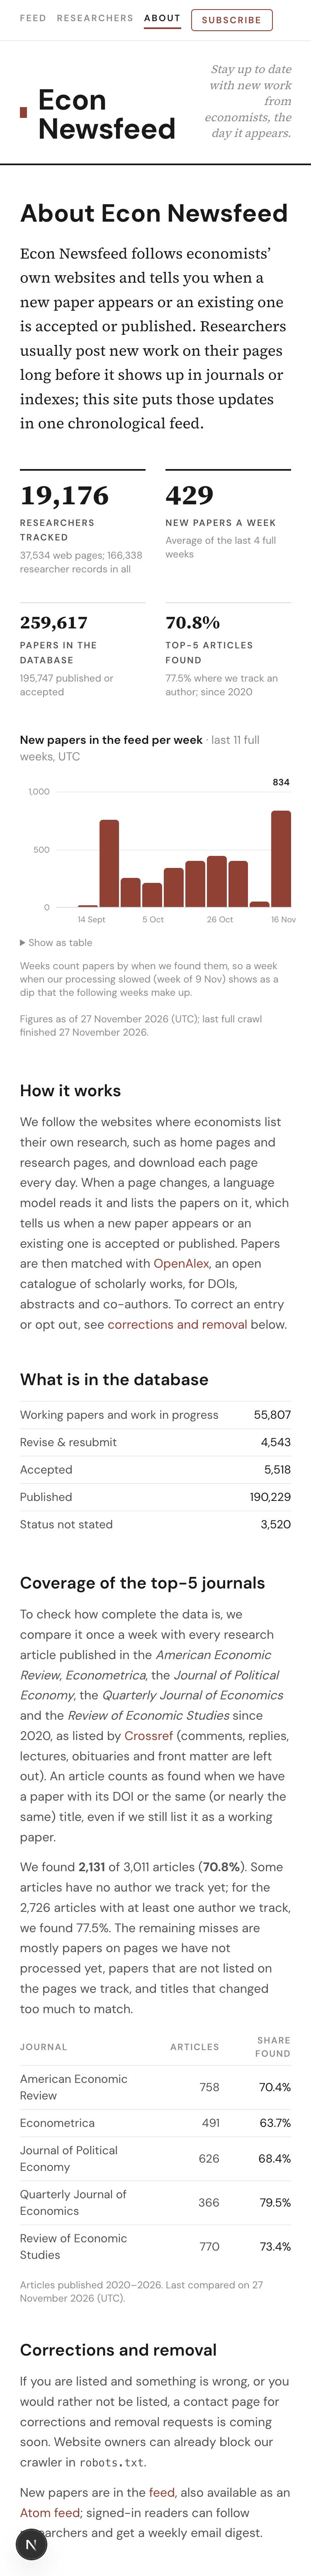 FEED RESEARCHERS ABOUT SUBSCRIBE
Econ
Newsfeed
Stay up to date
with new work
from
economists, the
day it appears.
About Econ Newsfeed
Econ Newsfeed follows economists’
own websites and tells you when a
new paper appears or an existing one
is accepted or published. Researchers
usually post new work on their pages
long before it shows up in journals or
indexes; this site puts those updates
in one chronological feed.
19,176
RESEARCHERS
TRACKED
37,534 web pages; 166,338
researcher records in all
429
NEW PAPERS A WEEK
Average of the last 4 full
weeks
259,617
PAPERS IN THE
DATABASE
195,747 published or
accepted
70.8%
TOP-5 ARTICLES
FOUND
77.5% where we track an
author; since 2020
New papers in the feed per week · last 11 full
weeks, UTC
834
1,000
500
0
14 Sept 5 Oct 26 Oct 16 Nov
▶ Show as table
Weeks count papers by when we found them, so a week
when our processing slowed (week of 9 Nov) shows as a
dip that the following weeks make up.
Figures as of 27 November 2026 (UTC); last full crawl
finished 27 November 2026.
How it works
We follow the websites where economists list
their own research, such as home pages and
research pages, and download each page
every day. When a page changes, a language
model reads it and lists the papers on it, which
tells us when a new paper appears or an
existing one is accepted or published. Papers
are then matched with OpenAlex, an open
catalogue of scholarly works, for DOIs,
abstracts and co-authors. To correct an entry
or opt out, see corrections and removal below.
What is in the database
Working papers and work in progress 55,807
Revise & resubmit 4,543
Accepted 5,518
Published 190,229
Status not stated 3,520
Coverage of the top-5 journals
To check how complete the data is, we
compare it once a week with every research
article published in the American Economic
Review, Econometrica, the Journal of Political
Economy, the Quarterly Journal of Economics
and the Review of Economic Studies since
2020, as listed by Crossref (comments, replies,
lectures, obituaries and front matter are left
out). An article counts as found when we have
a paper with its DOI or the same (or nearly the
same) title, even if we still list it as a working
paper.
We found 2,131 of 3,011 articles (70.8%). Some
articles have no author we track yet; for the
2,726 articles with at least one author we track,
we found 77.5%. The remaining misses are
mostly papers on pages we have not
processed yet, papers that are not listed on
the pages we track, and titles that changed
too much to match.
JOURNAL ARTICLES SHARE
FOUND
American Economic
Review 758 70.4%
Econometrica 491 63.7%
Journal of Political
Economy 626 68.4%
Quarterly Journal of
Economics 366 79.5%
Review of Economic
Studies 770 73.4%
Articles published 2020–2026. Last compared on 27
November 2026 (UTC).
Corrections and removal
If you are listed and something is wrong, or you
would rather not be listed, a contact page for
corrections and removal requests is coming
soon. Website owners can already block our
crawler in robots.txt.
New papers are in the feed, also available as an
Atom feed; signed-in readers can follow
and get a weekly email digest.
N